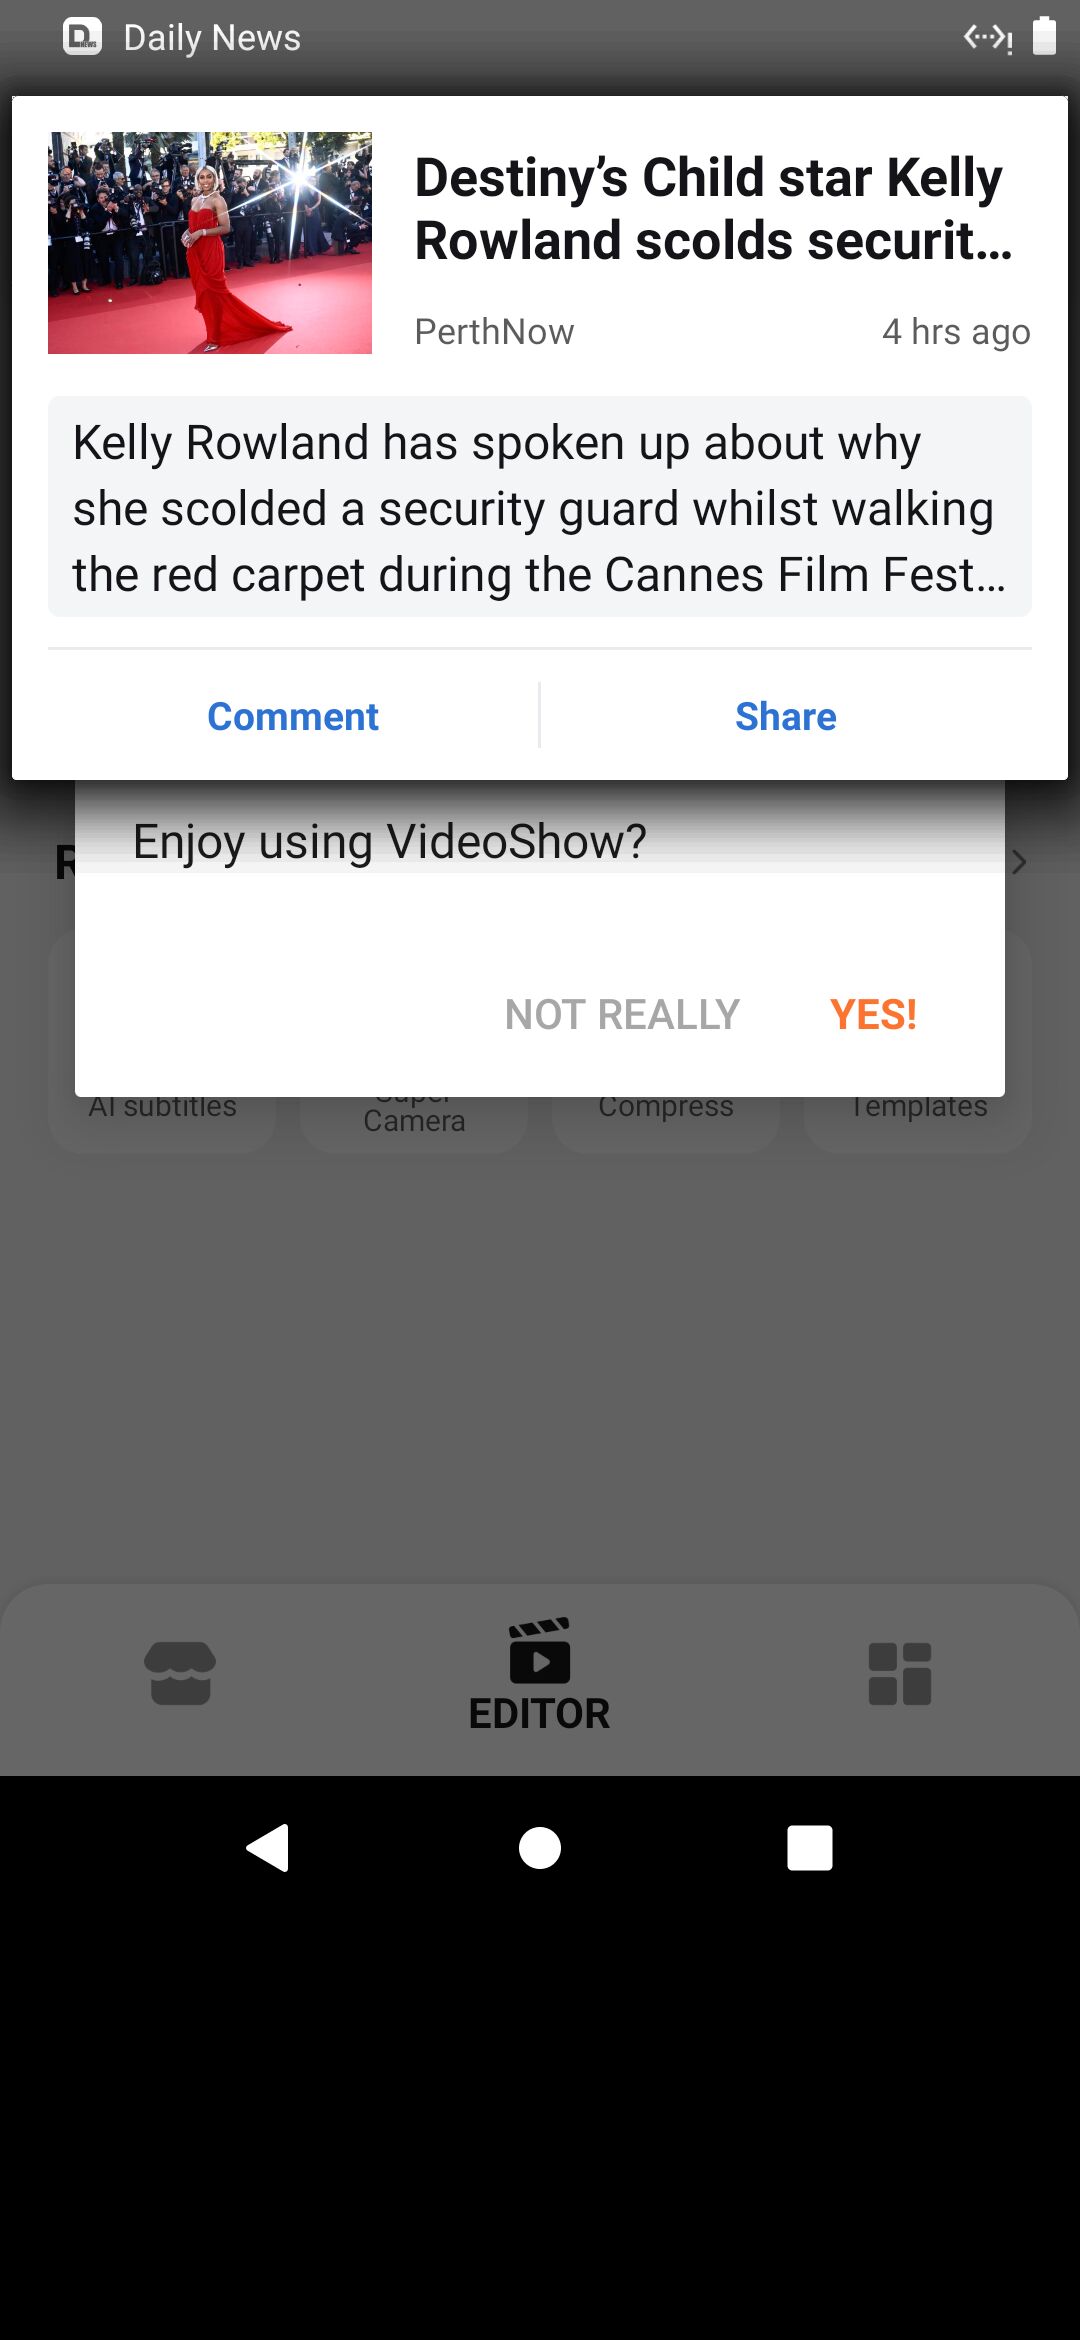 D. NEWS Daily News
Destiny’s Child star Kelly
Rowland scolds securit…
PerthNow 4 hrs ago
Kelly Rowland has spoken up about why
she scolded a security guard whilst walking
the red carpet during the Cannes Film Fest…
Comment Share
Enjoy using VideoShow?
NOT REALLY YES!
AI subtitles
Super
Camera
Compress
Templates
EDITOR